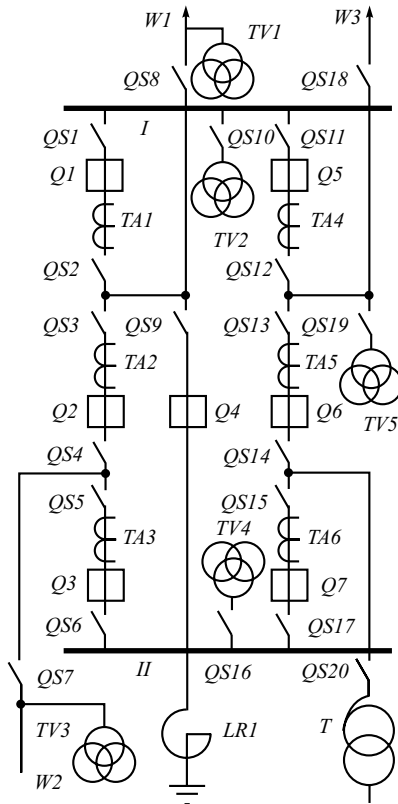 W1 TV1 W3
QS8 QS18
I
QS1 QS10 QS11
Q1 Q5
TA1 TV2 TA4
QS2 QS12
QS3 QS9 QS13 QS19
TA2 TA5
Q2 Q4 Q6 TV5
QS4 QS14
QS5 QS15
TV4
TA3 TA6
Q3 Q7
QS6 QS17
QS7 II QS16 QS20
TV3 LR1 T
W2